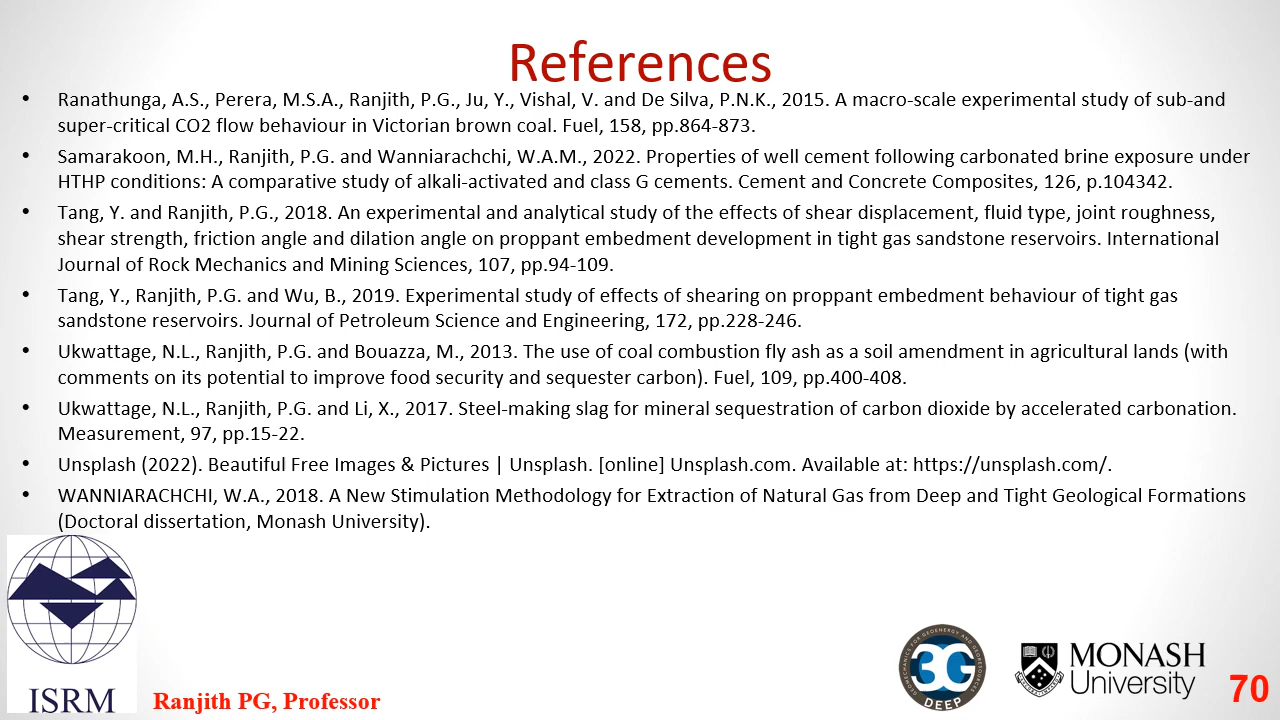 References
• Ranathunga, A.S., Perera, M.S.A., Ranjith, P.G., Ju, Y., Vishal, V. and De Silva, P.N.K., 2015. A macro-scale experimental study of sub-and
super-critical CO2 flow behaviour in Victorian brown coal. Fuel, 158, pp.864-873.
• Samarakoon, M.H., Ranjith, P.G. and Wanniarachchi, W.A.M., 2022. Properties of well cement following carbonated brine exposure under
HTHP conditions: A comparative study of alkali-activated and class G cements. Cement and Concrete Composites, 126, p.104342.
• Tang, Y. and Ranjith, P.G., 2018. An experimental and analytical study of the effects of shear displacement, fluid type, joint roughness,
shear strength, friction angle and dilation angle on proppant embedment development in tight gas sandstone reservoirs. International
Journal of Rock Mechanics and Mining Sciences, 107, pp.94-109.
• Tang, Y., Ranjith, P.G. and Wu, B., 2019. Experimental study of effects of shearing on proppant embedment behaviour of tight gas
sandstone reservoirs. Journal of Petroleum Science and Engineering, 172, pp.228-246.
• Ukwattage, N.L., Ranjith, P.G. and Bouazza, M., 2013. The use of coal combustion fly ash as a soil amendment in agricultural lands (with
comments on its potential to improve food security and sequester carbon). Fuel, 109, pp.400-408.
• Ukwattage, N.L., Ranjith, P.G. and Li, X., 2017. Steel-making slag for mineral sequestration of carbon dioxide by accelerated carbonation.
Measurement, 97, pp.15-22.
• Unsplash (2022). Beautiful Free Images & Pictures | Unsplash. [online] Unsplash.com. Available at: https://unsplash.com/.
• WANNIARACHCHI, W.A., 2018. A New Stimulation Methodology for Extraction of Natural Gas from Deep and Tight Geological Formations
(Doctoral dissertation, Monash University).
ISRM
Ranjith PG, Professor
GEOMECHANICS FOR GEOENERGY AND GEORESOURCES
3G
DEEP
MONASH
University
70